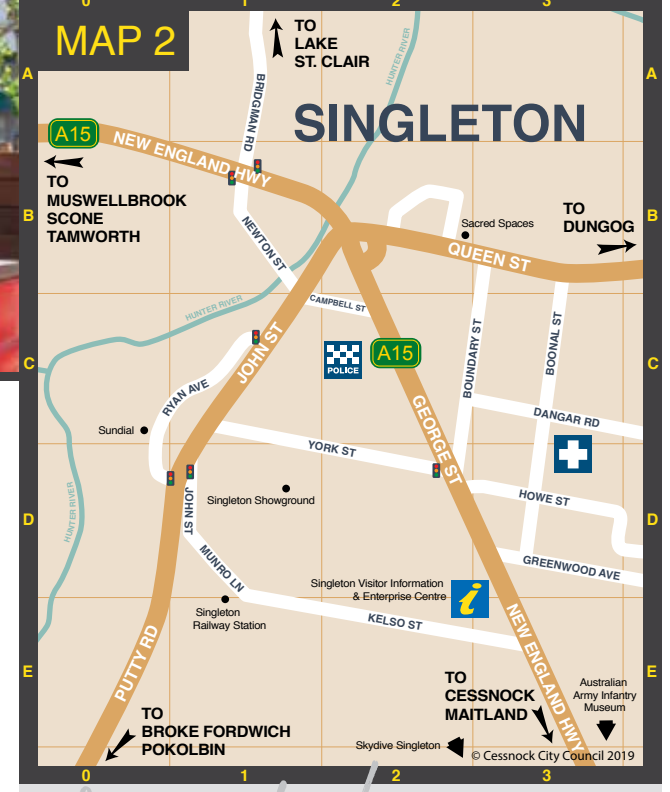 0
1
2
3
MAP 2
TO
LAKE
ST. CLAIR
HUNTER RIVER
A
A
BRIDGMAN RD
SINGLETON
A15
NEW ENGLAND HWY
TO
MUSWELLBROOK
SCONE
TAMWORTH
B
B
TO
DUNGOG
Sacred Spaces
QUEEN ST
NEWTON ST
HUNTER RIVER
CAMPBELL ST
JOHN ST
POLICE
A15
BOUNDARY ST
BOONAL ST
C
C
RYAN AVE
Sundial
GEORGE ST
DANGAR RD
YORK ST
HUNTER RIVER
JOHN ST
Singleton Showground
HOWE ST
D
D
MUNRO LN
GREENWOOD AVE
Singleton Visitor Information
& Enterprise Centre
i
Singleton
Railway Station
KELSO ST
NEW ENGLAND HWY
E
E
PUTTY RD
TO
CESSNOCK
MAITLAND
Australian
Army Infantry
Museum
TO
BROKE FORDWICH
POKOLBIN
Skydive Singleton
© Cessnock City Council 2019
0
1
2
3